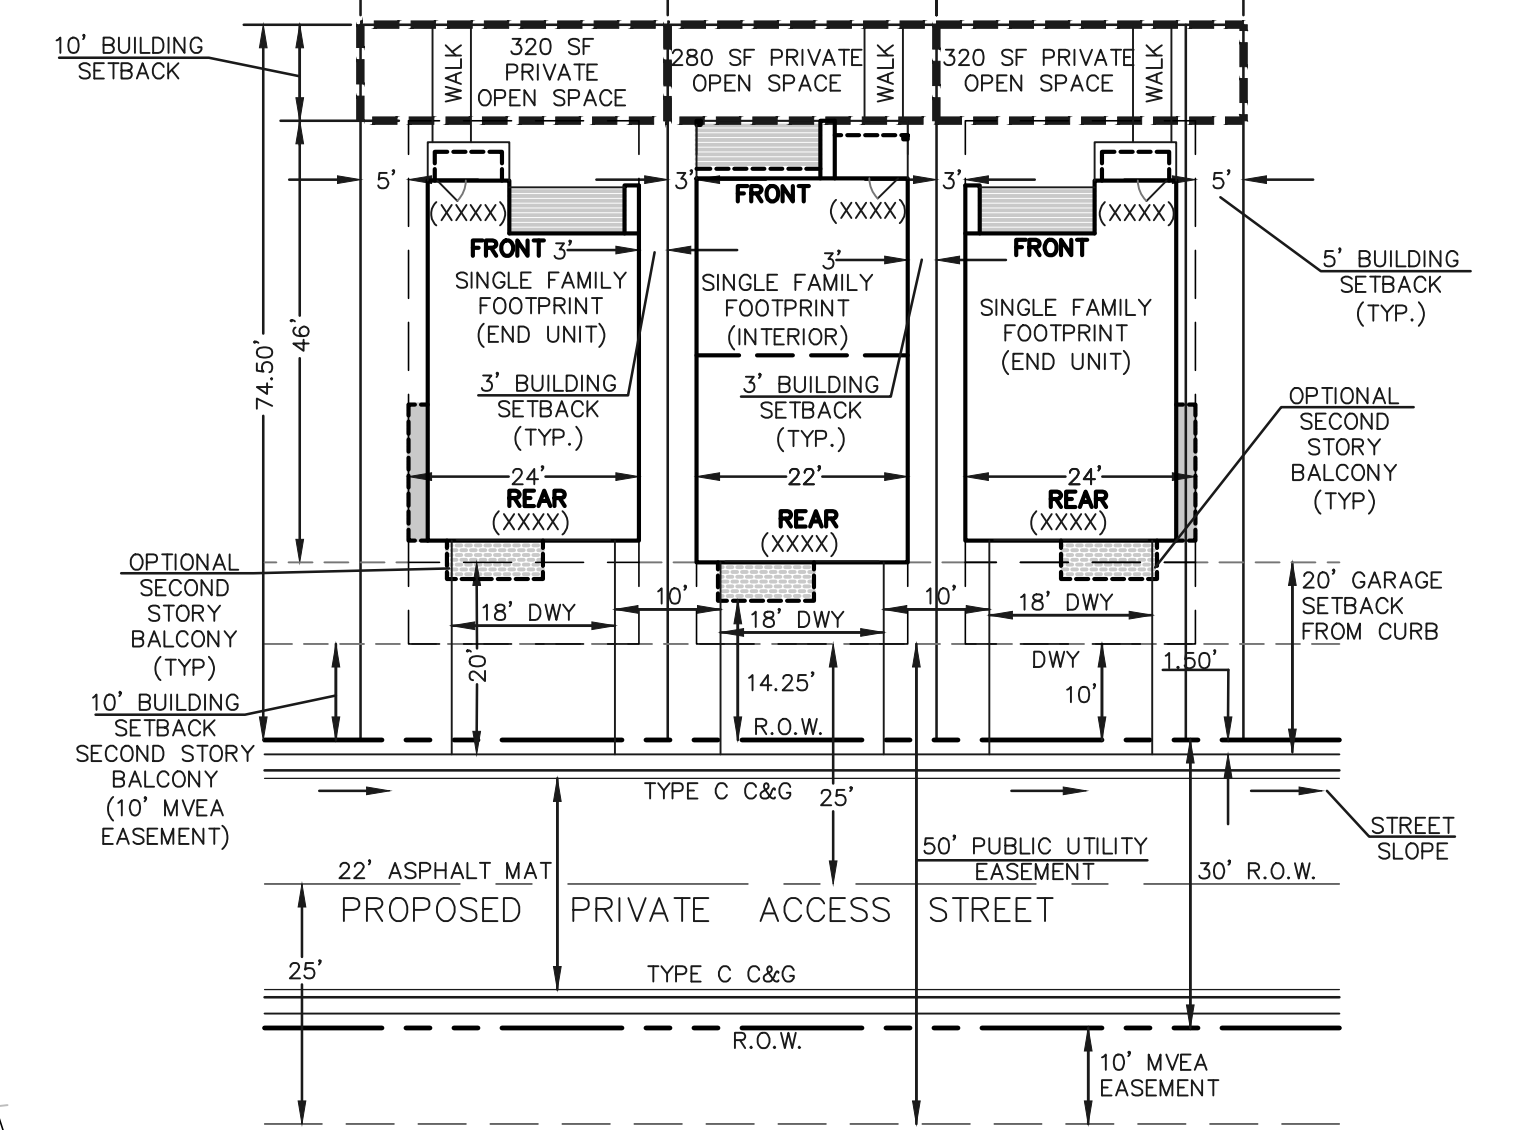 10' BUILDING
SETBACK
WALK
320 SF
PRIVATE
OPEN SPACE
280 SF PRIVATE
OPEN SPACE
WALK
320 SF PRIVATE
OPEN SPACE
WALK
5'
3'
3'
5'
(XXXX)
FRONT
3'
SINGLE FAMILY
FOOTPRINT
(END UNIT)
FRONT
(XXXX)
3'
SINGLE FAMILY
FOOTPRINT
(INTERIOR)
(XXXX)
FRONT
SINGLE FAMILY
FOOTPRINT
(END UNIT)
5' BUILDING
SETBACK
(TYP.)
74.50'
46'
3' BUILDING
SETBACK
(TYP.)
3' BUILDING
SETBACK
(TYP.)
OPTIONAL
SECOND
STORY
BALCONY
(TYP)
24'
REAR
(XXXX)
22'
REAR
(XXXX)
24'
REAR
(XXXX)
OPTIONAL
SECOND
STORY
BALCONY
(TYP)
18' DWY
10'
18' DWY
10'
18' DWY
20' GARAGE
SETBACK
FROM CURB
20'
14.25'
R.O.W.
DWY
10'
1.50'
10' BUILDING
SETBACK
SECOND STORY
BALCONY
(10' MVEA
EASEMENT)
TYPE C C&G
25'
STREET
SLOPE
22' ASPHALT MAT
50' PUBLIC UTILITY
EASEMENT
30' R.O.W.
PROPOSED PRIVATE ACCESS STREET
25'
TYPE C C&G
R.O.W.
10' MVEA
EASEMENT